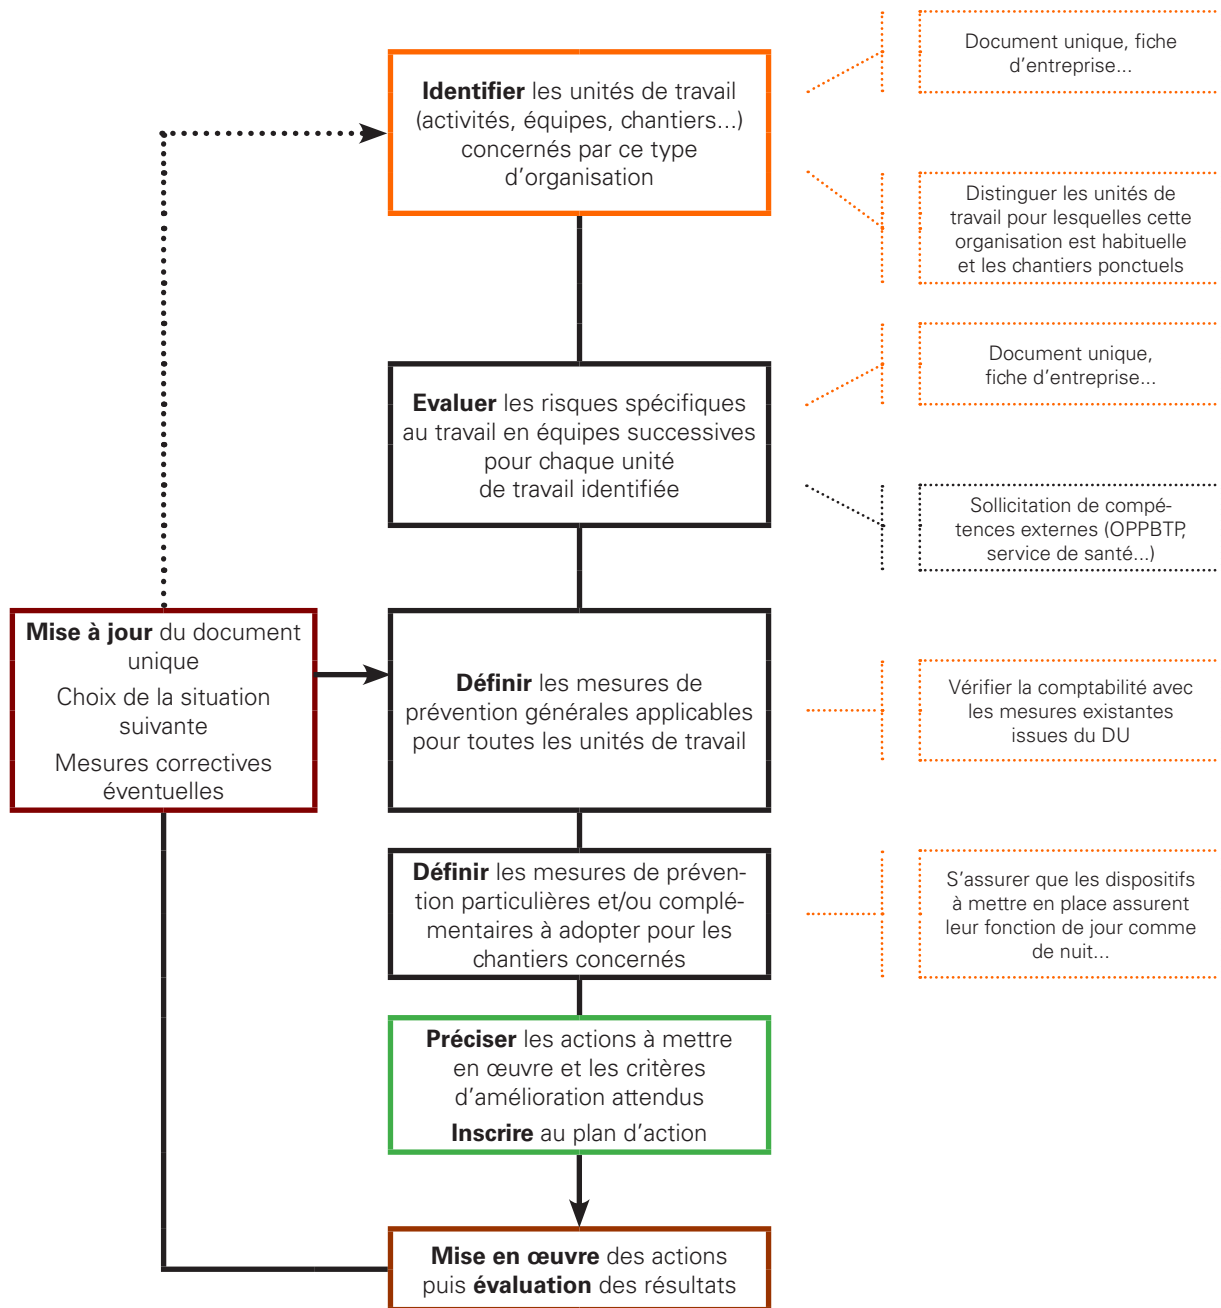 Identifier les unités de travail
(activités, équipes, chantiers...)
concernés par ce type
d'organisation
Document unique, fiche
d'entreprise...
Distinguer les unités de
travail pour lesquelles cette
organisation est habituelle
et les chantiers ponctuels
Evaluer les risques spécifiques
au travail en équipes successives
pour chaque unité
de travail identifiée
Document unique,
fiche d'entreprise...
Sollicitation de compé-
tences externes (OPPBTP,
service de santé...)
Mise à jour du document
unique
Choix de la situation
suivante
Mesures correctives
éventuelles
Définir les mesures de
prévention générales applicables
pour toutes les unités de travail
Vérifier la comptabilité avec
les mesures existantes
issues du DU
Définir les mesures de préven-
tion particulières et/ou complé-
mentaires à adopter pour les
chantiers concernés
S'assurer que les dispositifs
à mettre en place assurent
leur fonction de jour comme
de nuit...
Préciser les actions à mettre
en œuvre et les critères
d'amélioration attendus
Inscrire au plan d'action
Mise en œuvre des actions
puis évaluation des résultats